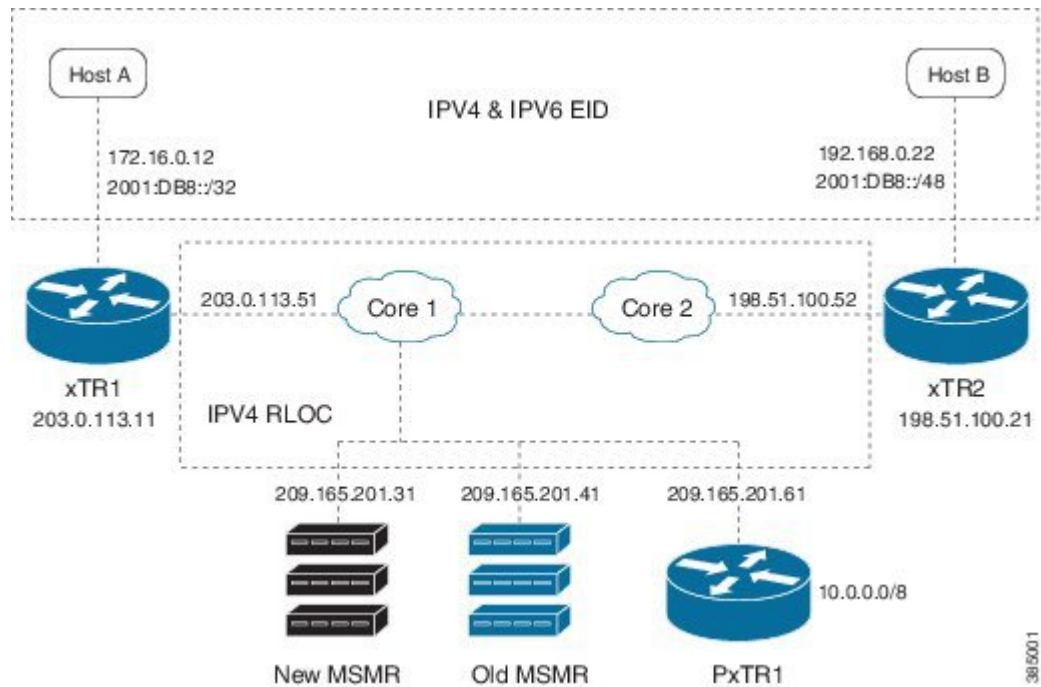 Host A
Host B
IPV4 & IPV6 EID
172.16.0.12
2001:DB8::/32
192.168.0.22
2001:DB8::/48
203.0.113.51
Core 1
Core 2
198.51.100.52
xTR1
203.0.113.11
IPV4 RLOC
xTR2
198.51.100.21
209.165.201.31
209.165.201.41
209.165.201.61
10.0.0.0/8
New MSMR
Old MSMR
PxTR1
385001